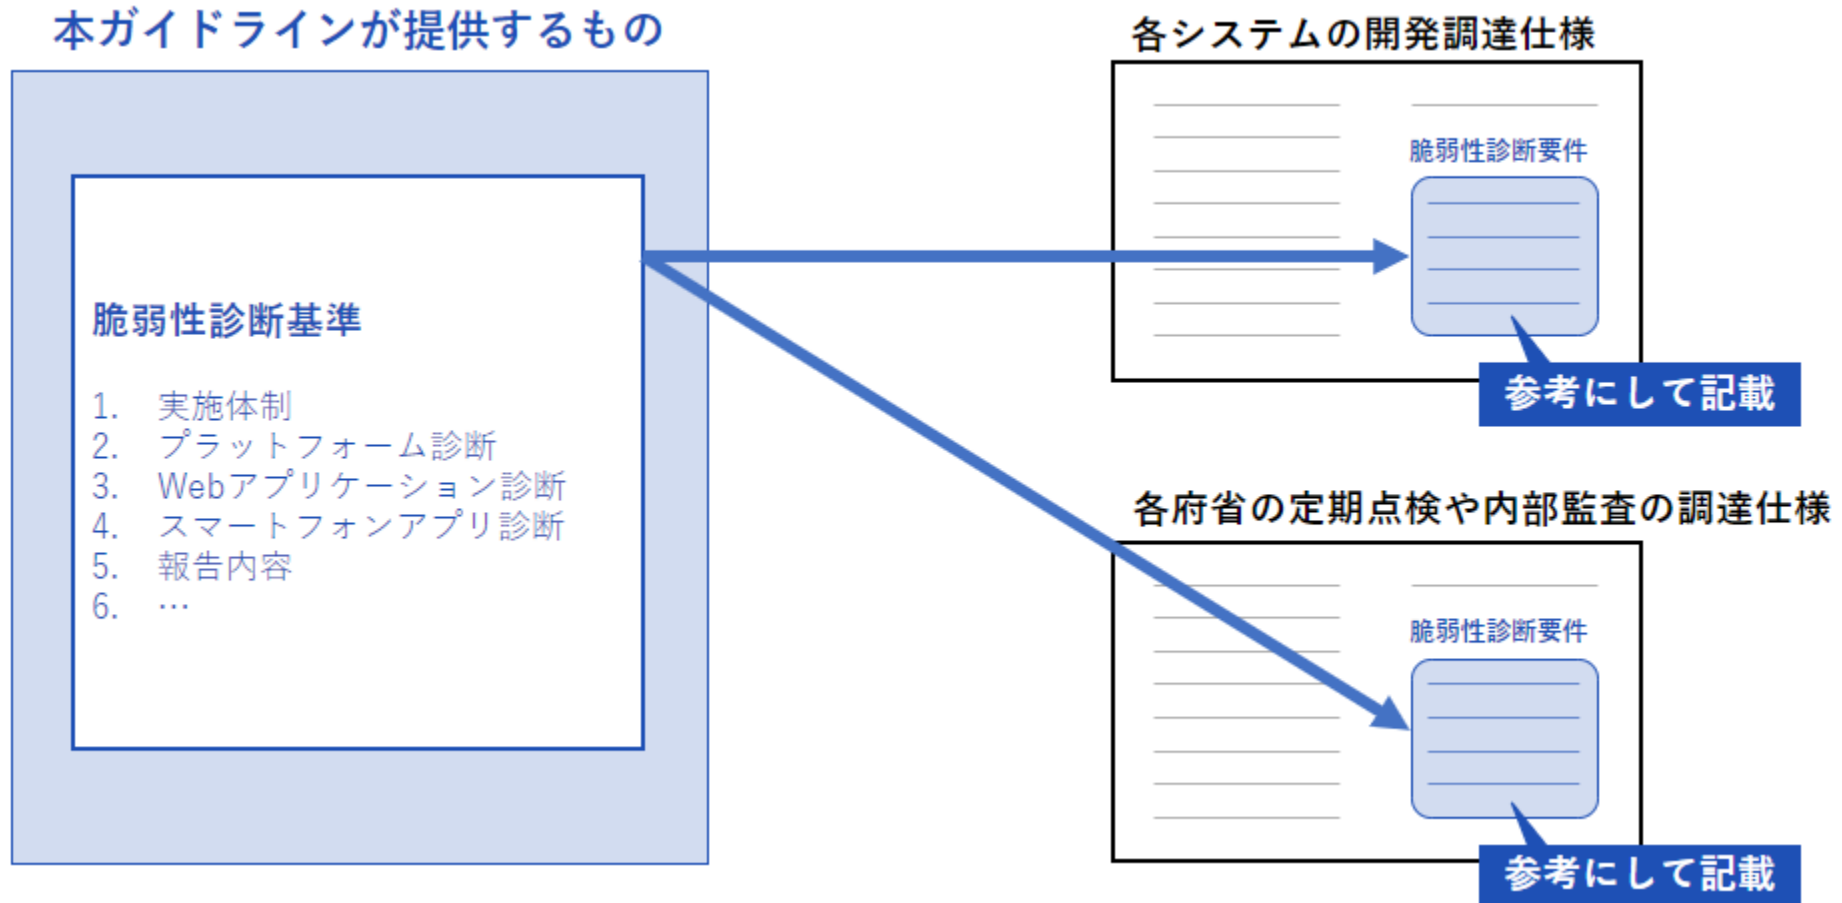 本ガイドラインが提供するもの
脆弱性診断基準
1. 実施体制
2. プラットフォーム診断
3. Webアプリケーション診断
4. スマートフォンアプリ診断
5. 報告内容
6. …
各システムの開発調達仕様
脆弱性診断要件
参考にして記載
各府省の定期点検や内部監査の調達仕様
脆弱性診断要件
参考にして記載